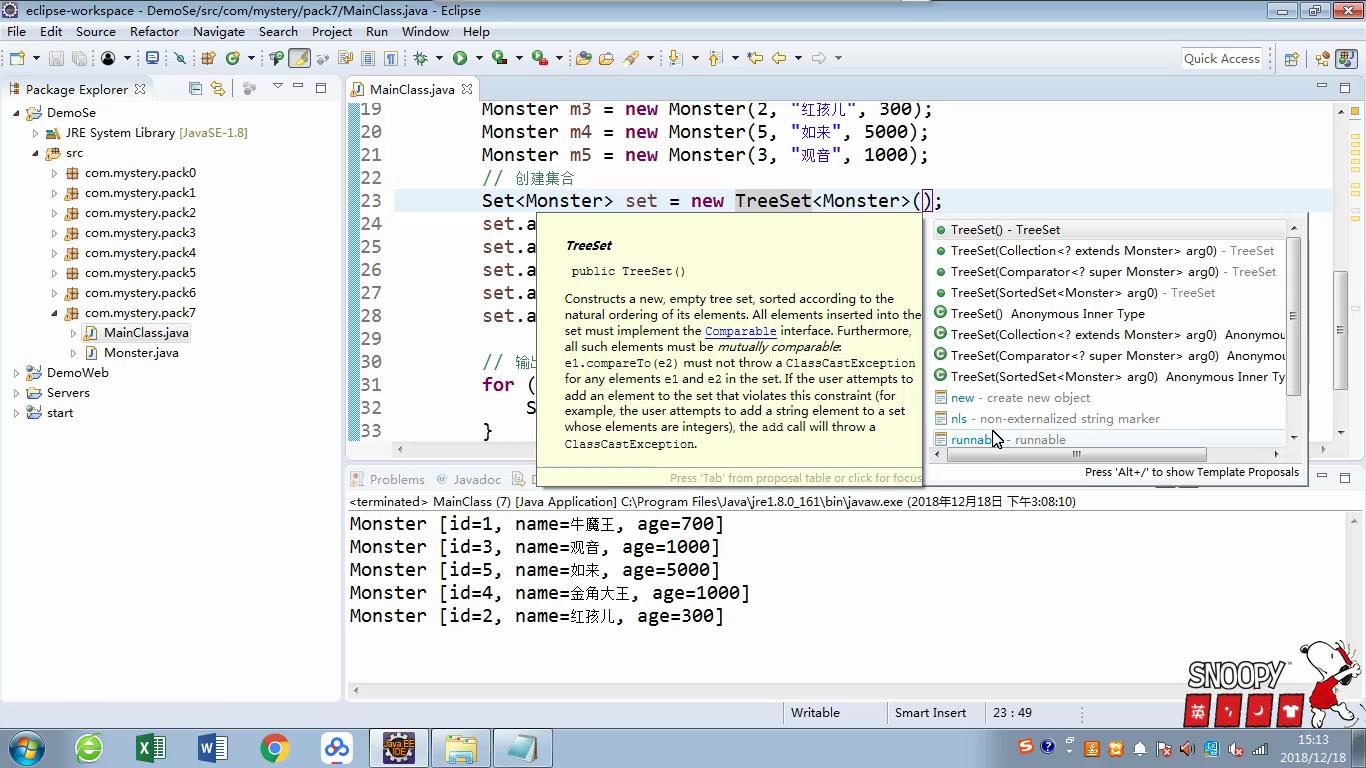 eclipse-workspace - DemoSe/src/com/mystery/pack7/MainClass.java - Eclipse
File Edit Source Refactor Navigate Search Project Run Window Help
Quick Access
Package Explorer
DemoSe
JRE System Library [JavaSE-1.8]
src
com.mystery.pack0
com.mystery.pack1
com.mystery.pack2
com.mystery.pack3
com.mystery.pack4
com.mystery.pack5
com.mystery.pack6
com.mystery.pack7
MainClass.java
Monster.java
DemoWeb
Servers
start
MainClass.java
19 Monster m3 = new Monster(2, "红孩儿", 300);
20 Monster m4 = new Monster(5, "如来", 5000);
21 Monster m5 = new Monster(3, "观音", 1000);
22 // 创建集合
23 Set<Monster> set = new TreeSet<Monster>();
24 set.a
25 set.a
26 set.a
27 set.a
28 set.a
29
30 // 输出
31 for (
32 S
33 }
TreeSet
public TreeSet()
Constructs a new, empty tree set, sorted according to the
natural ordering of its elements. All elements inserted into the
set must implement the Comparable interface. Furthermore,
all such elements must be mutually comparable:
e1.compareTo(e2) must not throw a ClassCastException
for any elements e1 and e2 in the set. If the user attempts to
add an element to the set that violates this constraint (for
example, the user attempts to add a string element to a set
whose elements are integers), the add call will throw a
ClassCastException.
Press 'Tab' from proposal table or click for focus
TreeSet() - TreeSet
TreeSet(Collection<? extends Monster> arg0) - TreeSet
TreeSet(Comparator<? super Monster> arg0) - TreeSet
TreeSet(SortedSet<Monster> arg0) - TreeSet
TreeSet() Anonymous Inner Type
TreeSet(Collection<? extends Monster> arg0) Anonymou
TreeSet(Comparator<? super Monster> arg0) Anonymou
TreeSet(SortedSet<Monster> arg0) Anonymous Inner Ty
new - create new object
nls - non-externalized string marker
runnab - runnable
Press 'Alt+/' to show Template Proposals
Problems @ Javadoc D
<terminated> MainClass (7) [Java Application] C:\Program Files\Java\jre1.8.0_161\bin\javaw.exe (2018年12月18日 下午3:08:10)
Monster [id=1, name=牛魔王, age=700]
Monster [id=3, name=观音, age=1000]
Monster [id=5, name=如来, age=5000]
Monster [id=4, name=金角大王, age=1000]
Monster [id=2, name=红孩儿, age=300]
SNOOPY
英
Writable Smart Insert 23 : 49
Java EE
IDE
15:13
2018/12/18